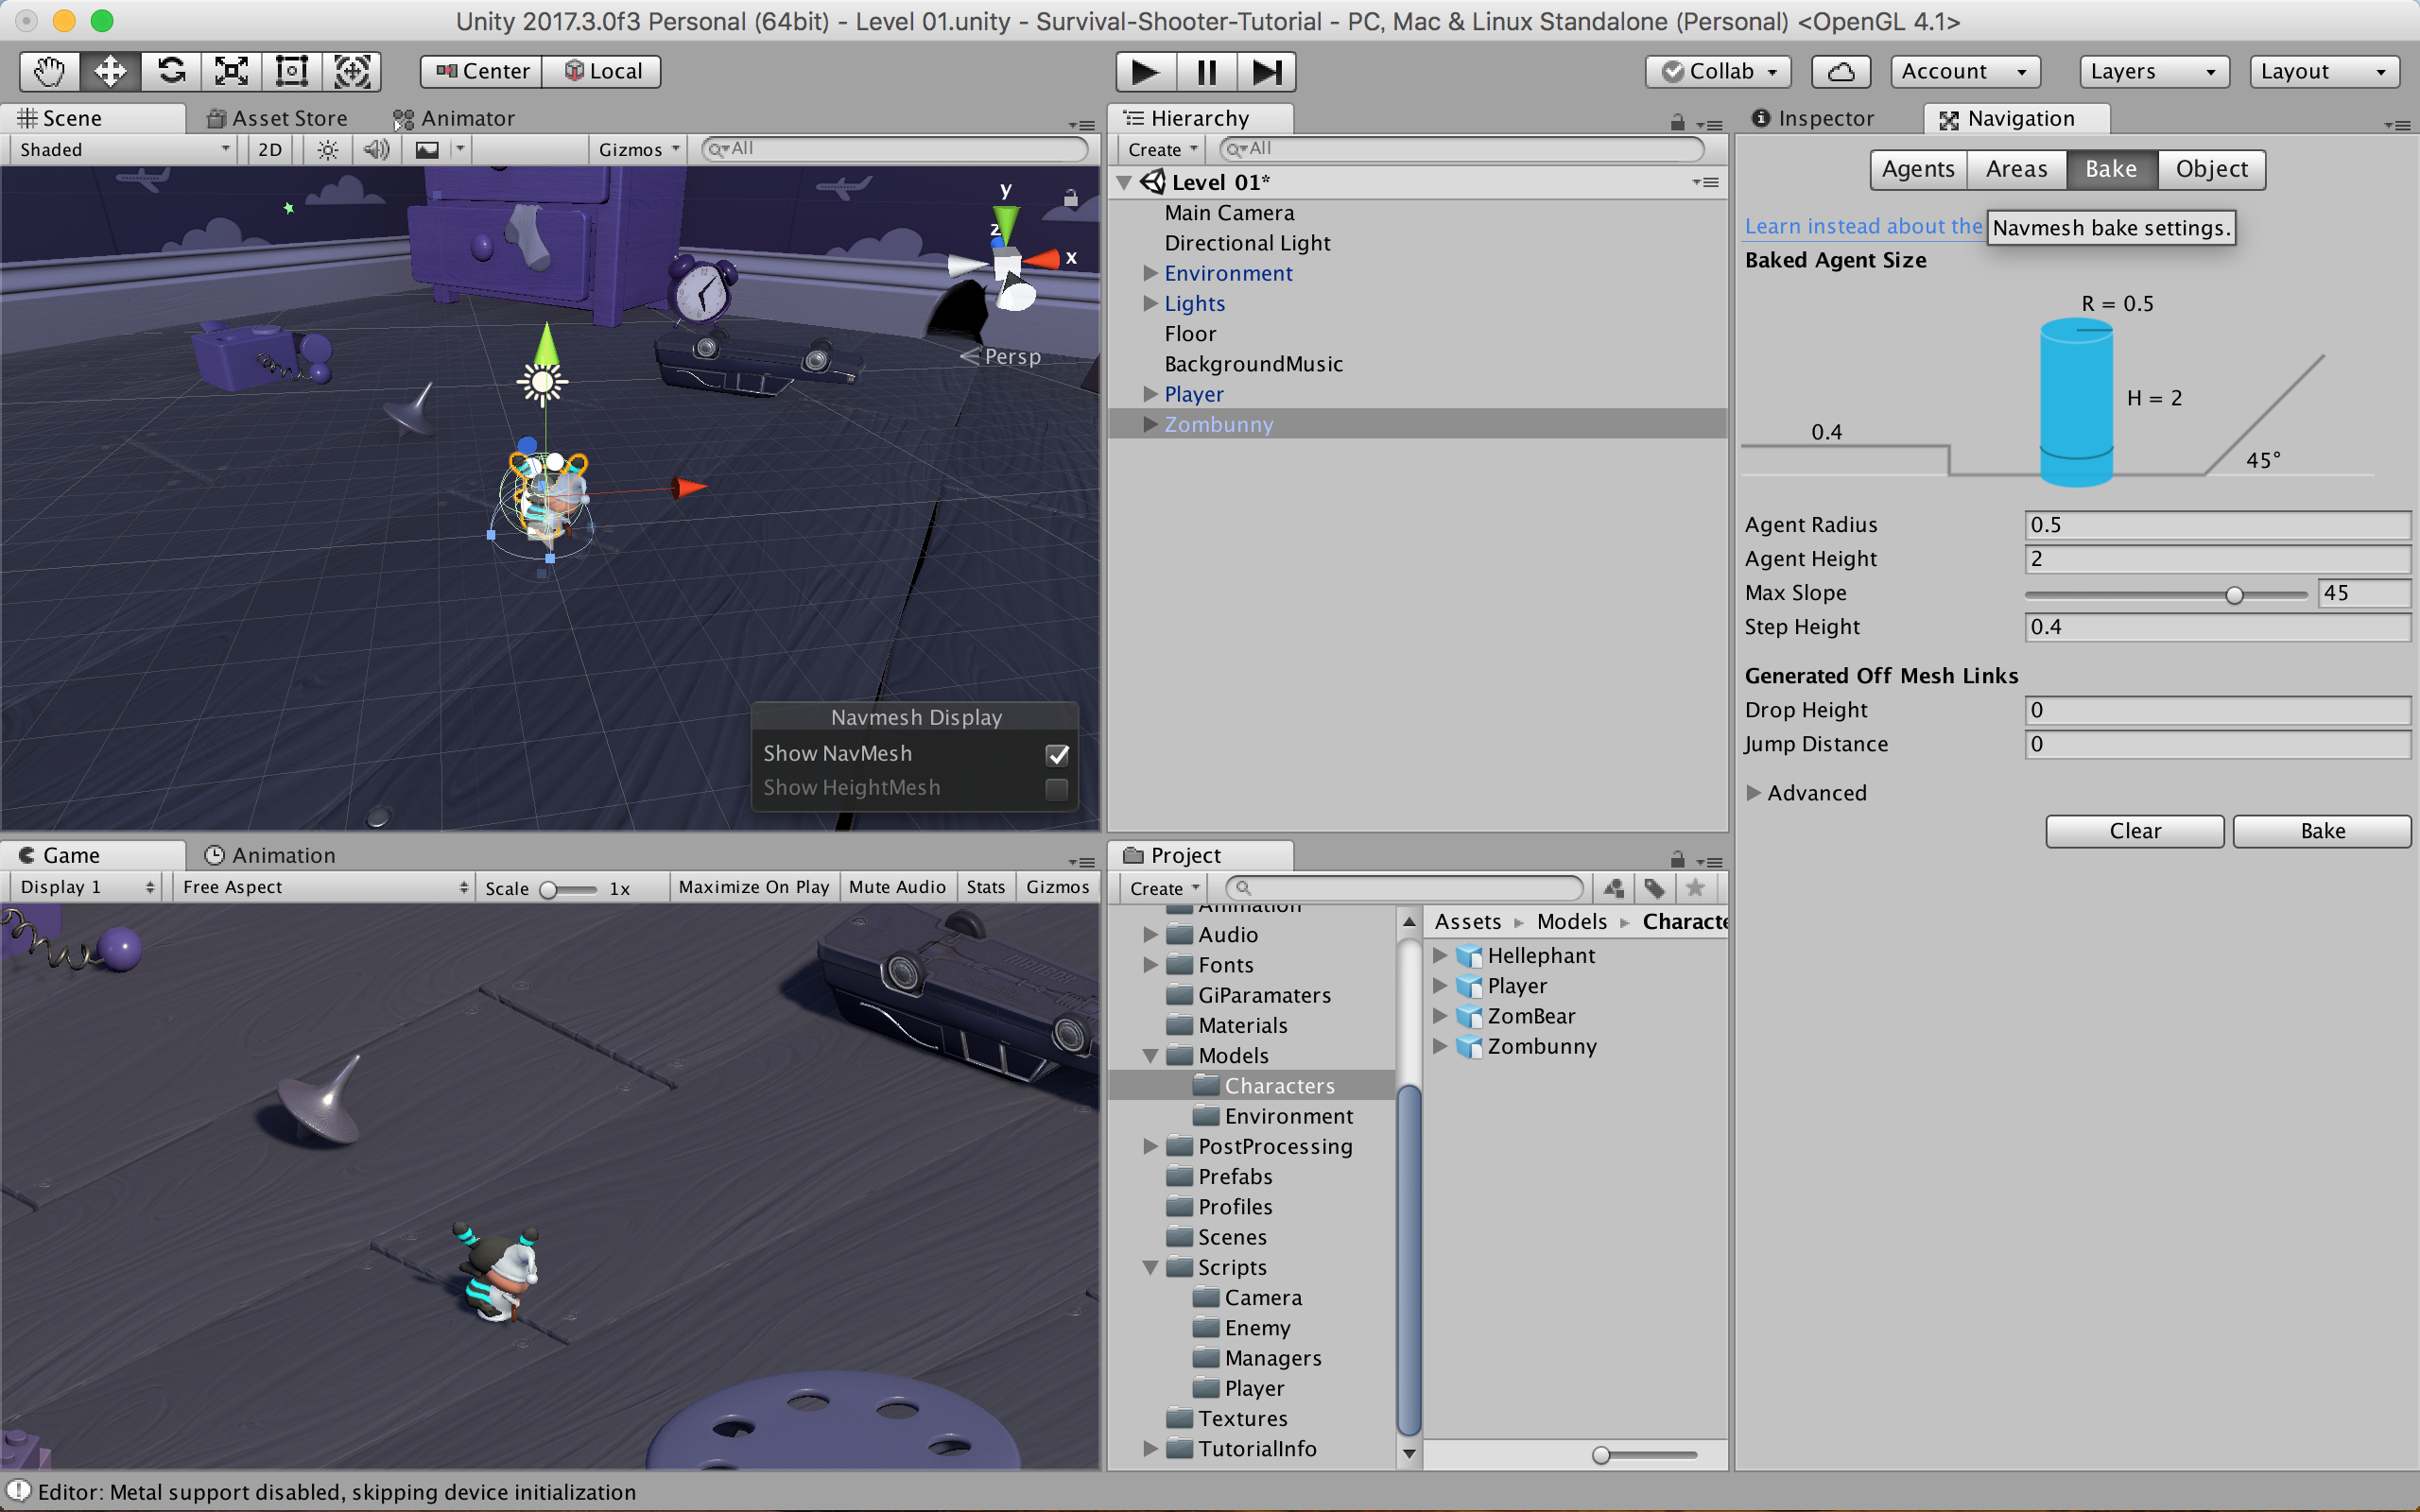 Unity 2017.3.0f3 Personal (64bit) - Level 01.unity - Survival-Shooter-Tutorial - PC, Mac & Linux Standalone (Personal) <OpenGL 4.1>
Center Local
Collab Account Layers Layout
Scene Asset Store Animator
Shaded 2D Gizmos All
y
z
x
Persp
Navmesh Display
Show NavMesh
Show HeightMesh
Hierarchy
Create All
Level 01*
Main Camera
Directional Light
Environment
Lights
Floor
BackgroundMusic
Player
Zombunny
Inspector Navigation
Agents Areas Bake Object
Learn instead about the
Navmesh bake settings.
Baked Agent Size
R = 0.5
H = 2
0.4
45°
Agent Radius 0.5
Agent Height 2
Max Slope 45
Step Height 0.4
Generated Off Mesh Links
Drop Height 0
Jump Distance 0
Advanced
Clear Bake
Game Animation
Display 1 Free Aspect Scale 1x Maximize On Play Mute Audio Stats Gizmos
Project
Create
Animation
Audio
Fonts
GiParamaters
Materials
Models
Characters
Environment
PostProcessing
Prefabs
Profiles
Scenes
Scripts
Camera
Enemy
Managers
Player
Textures
TutorialInfo
Assets Models Characte
Hellephant
Player
ZomBear
Zombunny
Editor: Metal support disabled, skipping device initialization